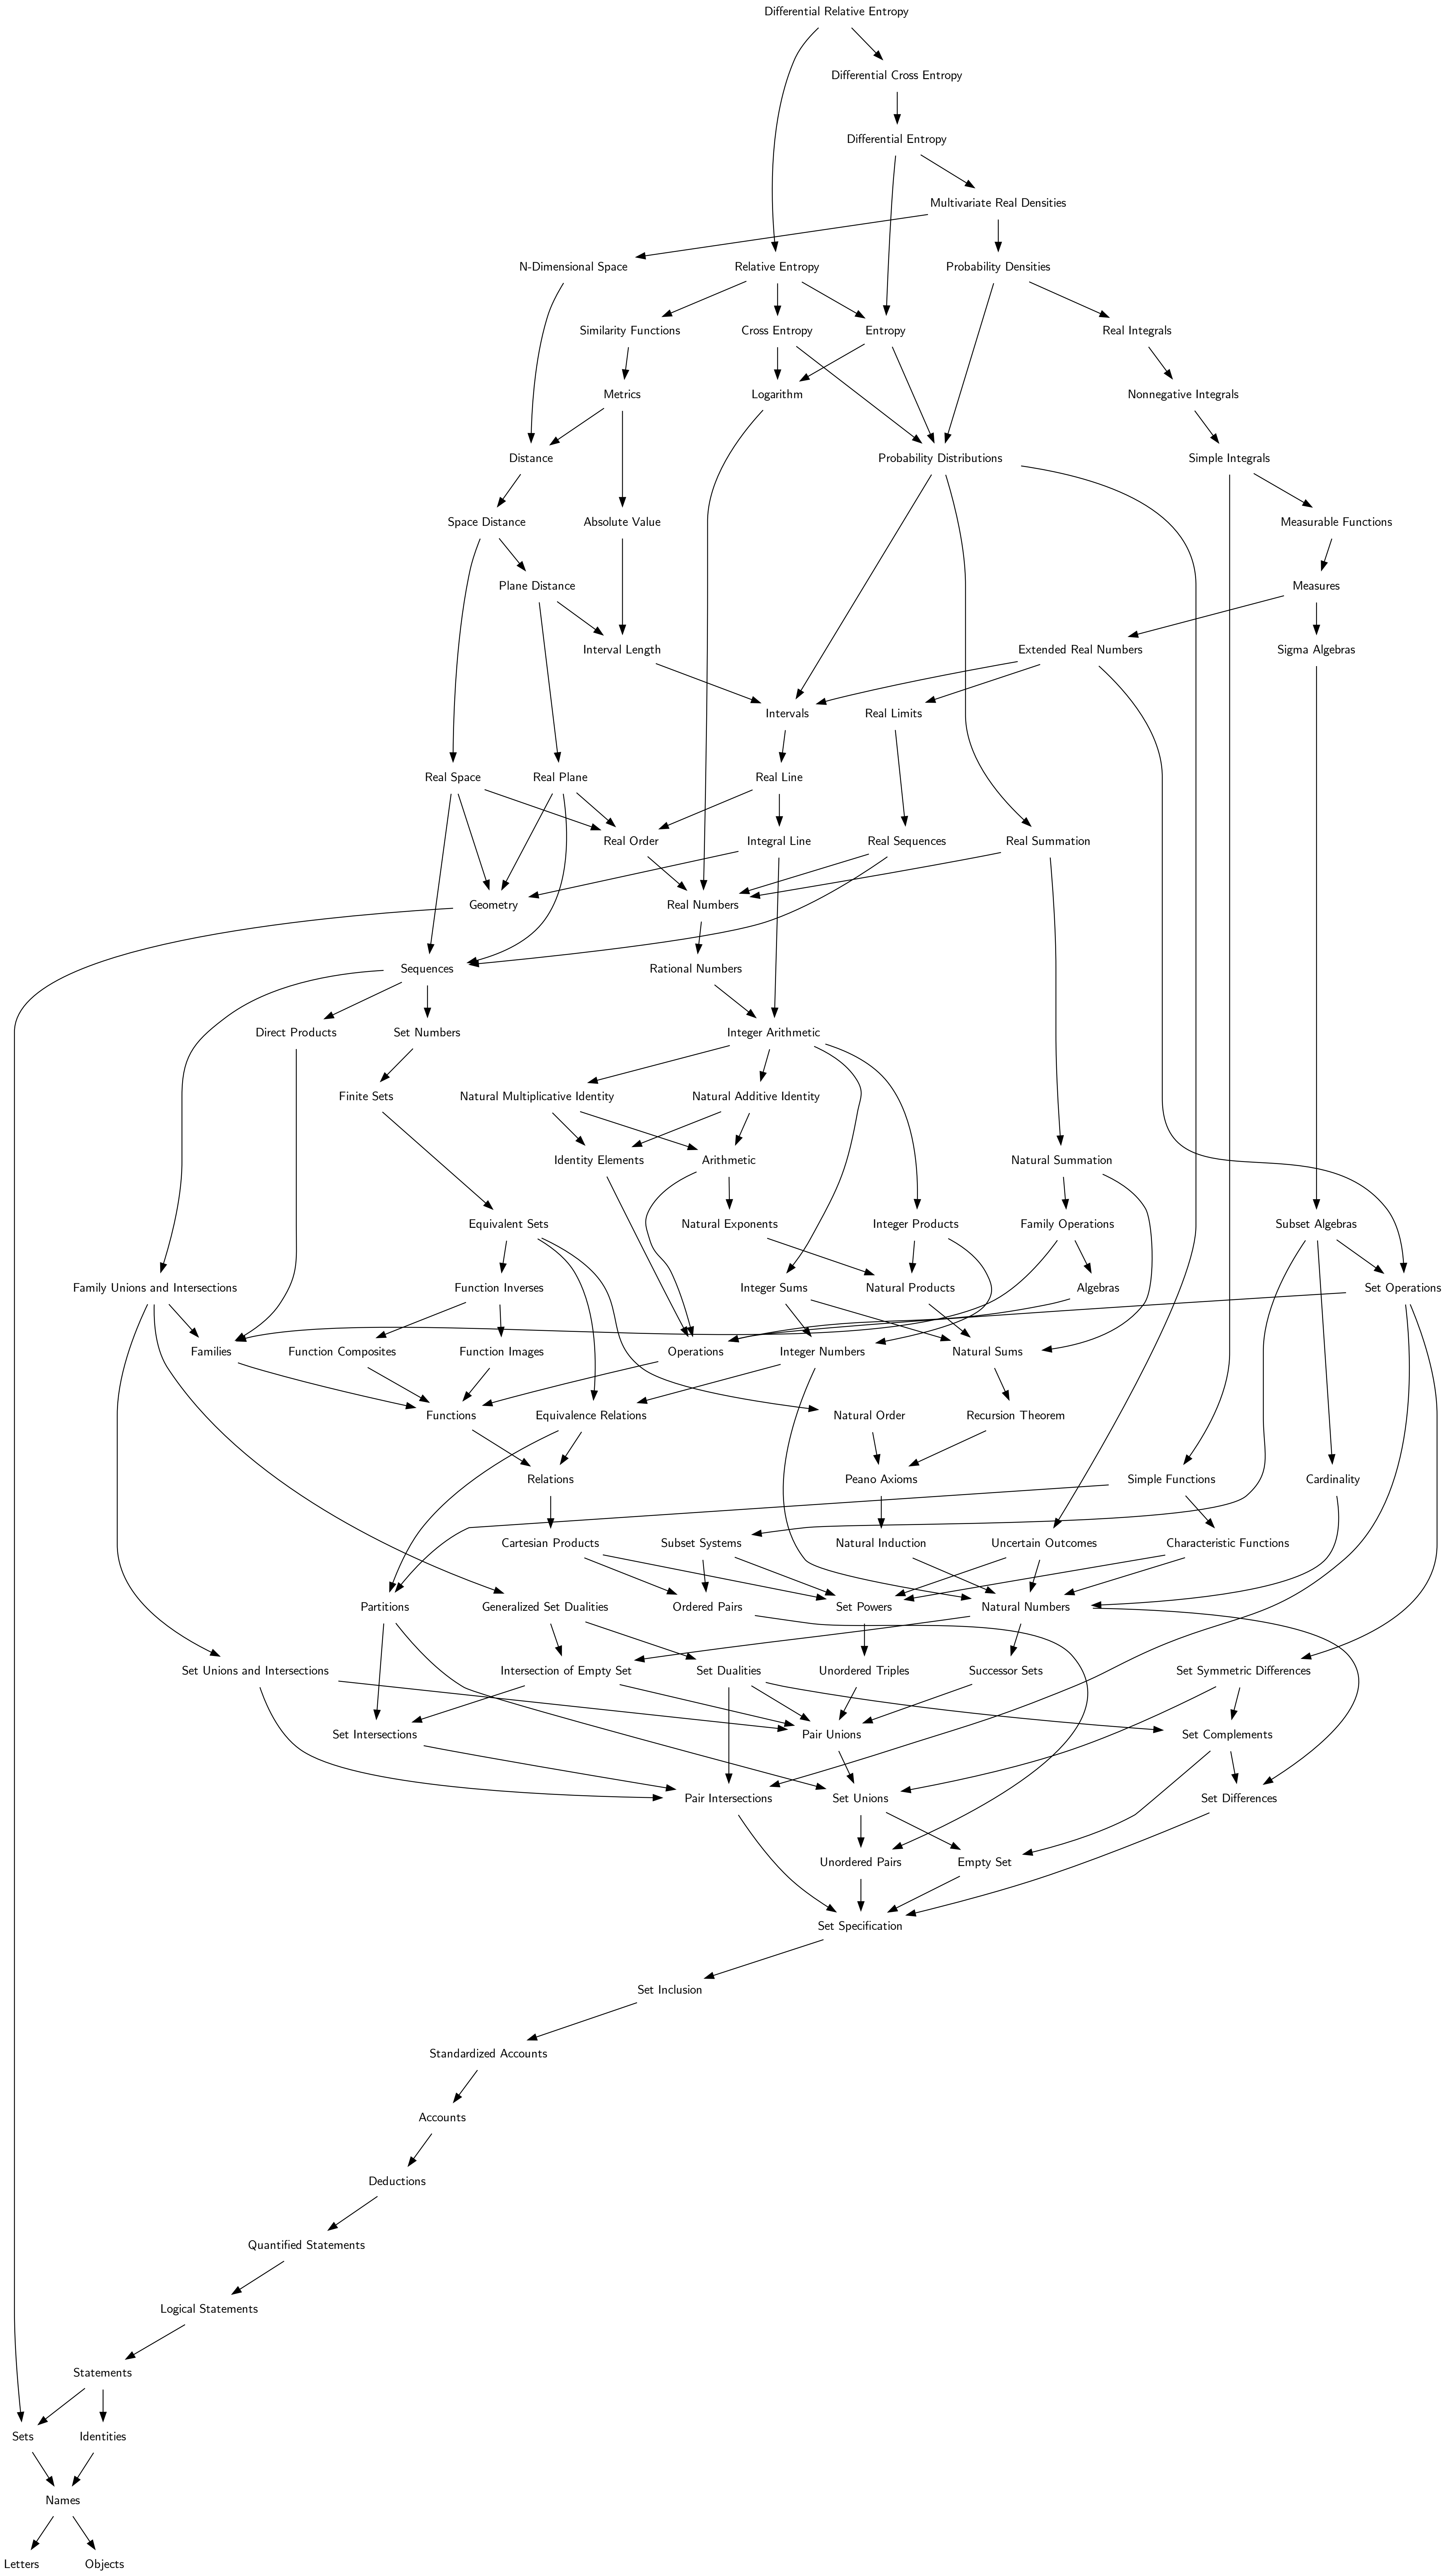 Differential Relative Entropy
Differential Cross Entropy
Differential Entropy
Multivariate Real Densities
N-Dimensional Space
Relative Entropy
Probability Densities
Similarity Functions
Cross Entropy
Entropy
Real Integrals
Metrics
Logarithm
Nonnegative Integrals
Distance
Probability Distributions
Simple Integrals
Space Distance
Absolute Value
Measurable Functions
Plane Distance
Measures
Interval Length
Extended Real Numbers
Sigma Algebras
Intervals
Real Limits
Real Space
Real Plane
Real Line
Real Order
Integral Line
Real Sequences
Real Summation
Geometry
Real Numbers
Sequences
Rational Numbers
Direct Products
Set Numbers
Integer Arithmetic
Finite Sets
Natural Multiplicative Identity
Natural Additive Identity
Identity Elements
Arithmetic
Natural Summation
Equivalent Sets
Natural Exponents
Integer Products
Family Operations
Subset Algebras
Family Unions and Intersections
Function Inverses
Integer Sums
Natural Products
Algebras
Set Operations
Families
Function Composites
Function Images
Operations
Integer Numbers
Natural Sums
Functions
Equivalence Relations
Natural Order
Recursion Theorem
Relations
Peano Axioms
Simple Functions
Cardinality
Cartesian Products
Subset Systems
Natural Induction
Uncertain Outcomes
Characteristic Functions
Partitions
Generalized Set Dualities
Ordered Pairs
Set Powers
Natural Numbers
Set Unions and Intersections
Intersection of Empty Set
Set Dualities
Unordered Triples
Successor Sets
Set Symmetric Differences
Set Intersections
Pair Unions
Set Complements
Pair Intersections
Set Unions
Set Differences
Unordered Pairs
Empty Set
Set Specification
Set Inclusion
Standardized Accounts
Accounts
Deductions
Quantified Statements
Logical Statements
Statements
Sets
Identities
Names
Letters
Objects